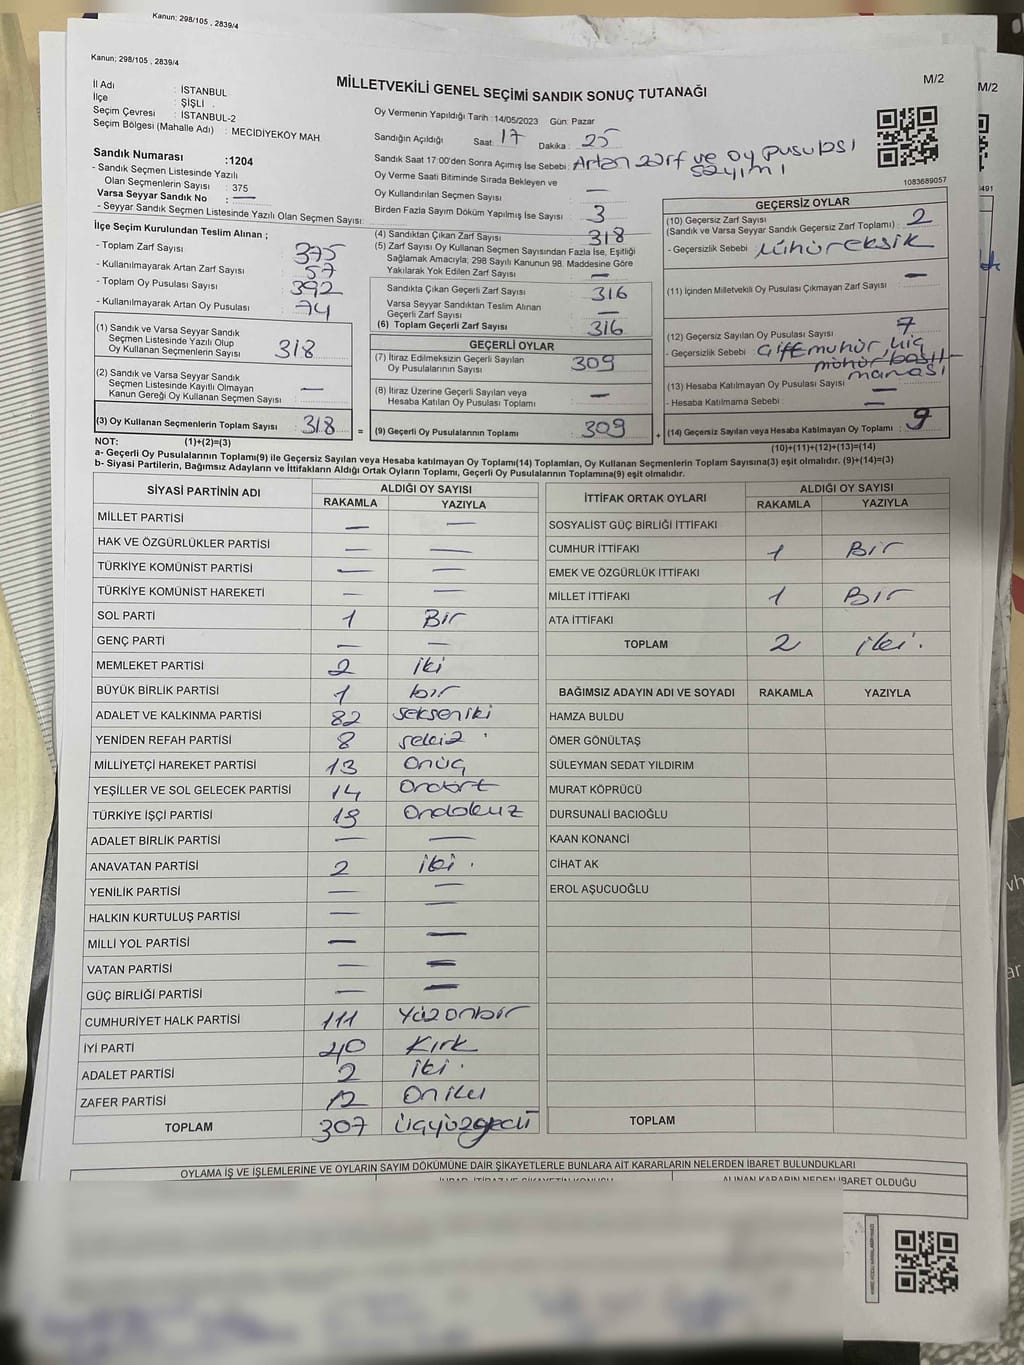 Kanun; 298/105 , 2839/4
Kanun; 298/105 , 2839/4
M/2
M/2
MİLLETVEKİLİ GENEL SEÇİMİ SANDIK SONUÇ TUTANAĞI
İl Adı : İSTANBUL
İlçe : ŞİŞLİ
Seçim Çevresi : İSTANBUL-2
Seçim Bölgesi (Mahalle Adı) : MECİDİYEKÖY MAH
Sandık Numarası :1204
- Sandık Seçmen Listesinde Yazılı
Olan Seçmenlerin Sayısı : 375
Varsa Seyyar Sandık No : —
- Seyyar Sandık Seçmen Listesinde Yazılı Olan Seçmen Sayısı:
İlçe Seçim Kurulundan Teslim Alınan ;
- Toplam Zarf Sayısı : 375
- Kullanılmayarak Artan Zarf Sayısı : 57
- Toplam Oy Pusulası Sayısı : 392
- Kullanılmayarak Artan Oy Pusulası : 74
(1) Sandık ve Varsa Seyyar Sandık
Seçmen Listesinde Yazılı Olup
Oy Kullanan Seçmenlerin Sayısı : 318
(2) Sandık ve Varsa Seyyar Sandık
Seçmen Listesinde Kayıtlı Olmayan
Kanun Gereği Oy Kullanan Seçmen Sayısı : —
(3) Oy Kullanan Seçmenlerin Toplam Sayısı : 318 =
Oy Vermenin Yapıldığı Tarih :14/05/2023 Gün: Pazar
Sandığın Açıldığı Saat: 17 Dakika : 25
Sandık Saat 17:00'den Sonra Açımış İse Sebebi : Artan zarf ve oy pusulası
sayımı
Oy Verme Saati Bitiminde Sırada Bekleyen ve
Oy Kullandırılan Seçmen Sayısı : —
Birden Fazla Sayım Döküm Yapılmış İse Sayısı : 3
(4) Sandıktan Çıkan Zarf Sayısı : 318
(5) Zarf Sayısı Oy Kullanan Seçmen Sayısından Fazla İse, Eşitliği
Sağlamak Amacıyla; 298 Sayılı Kanunun 98. Maddesine Göre
Yakılarak Yok Edilen Zarf Sayısı : —
Sandıkta Çıkan Geçerli Zarf Sayısı : 316
Varsa Seyyar Sandıktan Teslim Alınan
Geçerli Zarf Sayısı : —
(6) Toplam Geçerli Zarf Sayısı : 316
GEÇERLİ OYLAR
(7) İtiraz Edilmeksizin Geçerli Sayılan
Oy Pusulalarının Sayısı : 309
(8) İtiraz Üzerine Geçerli Sayılan veya
Hesaba Katılan Oy Pusulası Toplamı : —
(9) Geçerli Oy Pusulalarının Toplamı : 309 +
1083689057
GEÇERSİZ OYLAR
(10) Geçersiz Zarf Sayısı : 2
(Sandık ve Varsa Seyyar Sandık Geçersiz Zarf Toplamı)
- Geçersizlik Sebebi : mühüreksik
(11) İçinden Milletvekili Oy Pusulası Çıkmayan Zarf Sayısı : —
(12) Geçersiz Sayılan Oy Pusulası Sayısı : 7
- Geçersizlik Sebebi : Çiftemühür, hiç
mühür basıl-
maması
(13) Hesaba Katılmayan Oy Pusulası Sayısı : —
- Hesaba Katılmama Sebebi : —
(14) Geçersiz Sayılan veya Hesaba Katılmayan Oy Toplamı : 9
(10)+(11)+(12)+(13)=(14)
NOT: (1)+(2)=(3)
a- Geçerli Oy Pusulalarının Toplamı(9) ile Geçersiz Sayılan veya Hesaba katılmayan Oy Toplamı(14) Toplamları, Oy Kullanan Seçmenlerin Toplam Sayısına(3) eşit olmalıdır. (9)+(14)=(3)
b- Siyasi Partilerin, Bağımsız Adayların ve İttifakların Aldığı Ortak Oyların Toplamı, Geçerli Oy Pusulalarının Toplamına(9) eşit olmalıdır.
SİYASİ PARTİNİN ADI ALDIĞI OY SAYISI
RAKAMLA YAZIYLA
MİLLET PARTİSİ — —
HAK VE ÖZGÜRLÜKLER PARTİSİ — —
TÜRKİYE KOMÜNİST PARTİSİ — —
TÜRKİYE KOMÜNİST HAREKETİ — —
SOL PARTİ 1 Bir
GENÇ PARTİ — —
MEMLEKET PARTİSİ 2 iki
BÜYÜK BİRLİK PARTİSİ 1 bir
ADALET VE KALKINMA PARTİSİ 82 sekseniki
YENİDEN REFAH PARTİSİ 8 sekiz
MİLLİYETÇİ HAREKET PARTİSİ 13 Onüç
YEŞİLLER VE SOL GELECEK PARTİSİ 14 Ondört
TÜRKİYE İŞÇİ PARTİSİ 19 Ondokuz
ADALET BİRLİK PARTİSİ — —
ANAVATAN PARTİSİ 2 iki .
YENİLİK PARTİSİ — —
HALKIN KURTULUŞ PARTİSİ — —
MİLLİ YOL PARTİSİ — —
VATAN PARTİSİ — —
GÜÇ BİRLİĞİ PARTİSİ — —
CUMHURİYET HALK PARTİSİ 111 Yüzonbir
İYİ PARTİ 40 Kırk
ADALET PARTİSİ 2 iki .
ZAFER PARTİSİ 12 Oniki
TOPLAM 307 üçyüzyedi
İTTİFAK ORTAK OYLARI ALDIĞI OY SAYISI
RAKAMLA YAZIYLA
SOSYALİST GÜÇ BİRLİĞİ İTTİFAKI
CUMHUR İTTİFAKI 1 Bir
EMEK VE ÖZGÜRLÜK İTTİFAKI
MİLLET İTTİFAKI 1 Bir
ATA İTTİFAKI
TOPLAM 2 iki.
BAĞIMSIZ ADAYIN ADI VE SOYADI RAKAMLA YAZIYLA
HAMZA BULDU
ÖMER GÖNÜLTAŞ
SÜLEYMAN SEDAT YILDIRIM
MURAT KÖPRÜCÜ
DURSUNALİ BACIOĞLU
KAAN KONANCİ
CİHAT AK
EROL AŞUCUOĞLU
TOPLAM
OYLAMA İŞ VE İŞLEMLERİNE VE OYLARIN SAYIM DÖKÜMÜNE DAİR ŞİKAYETLERLE BUNLARA AİT KARARLARIN NELERDEN İBARET BULUNDUKLARI
ALINAN KARARIN NEDEN İBARET OLDUĞU